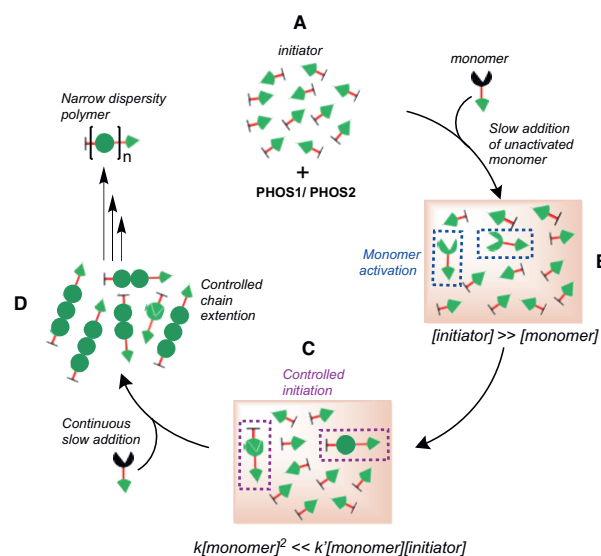 A
initiator
+
PHOS1/ PHOS2
monomer
Slow addition
of unactivated
monomer
B
Monomer
activation
[initiator] >> [monomer]
C
Controlled
initiation
k[monomer]² << k'[monomer][initiator]
Continuous
slow addition
D
Controlled
chain
extention
Narrow dispersity
polymer
[ ]n